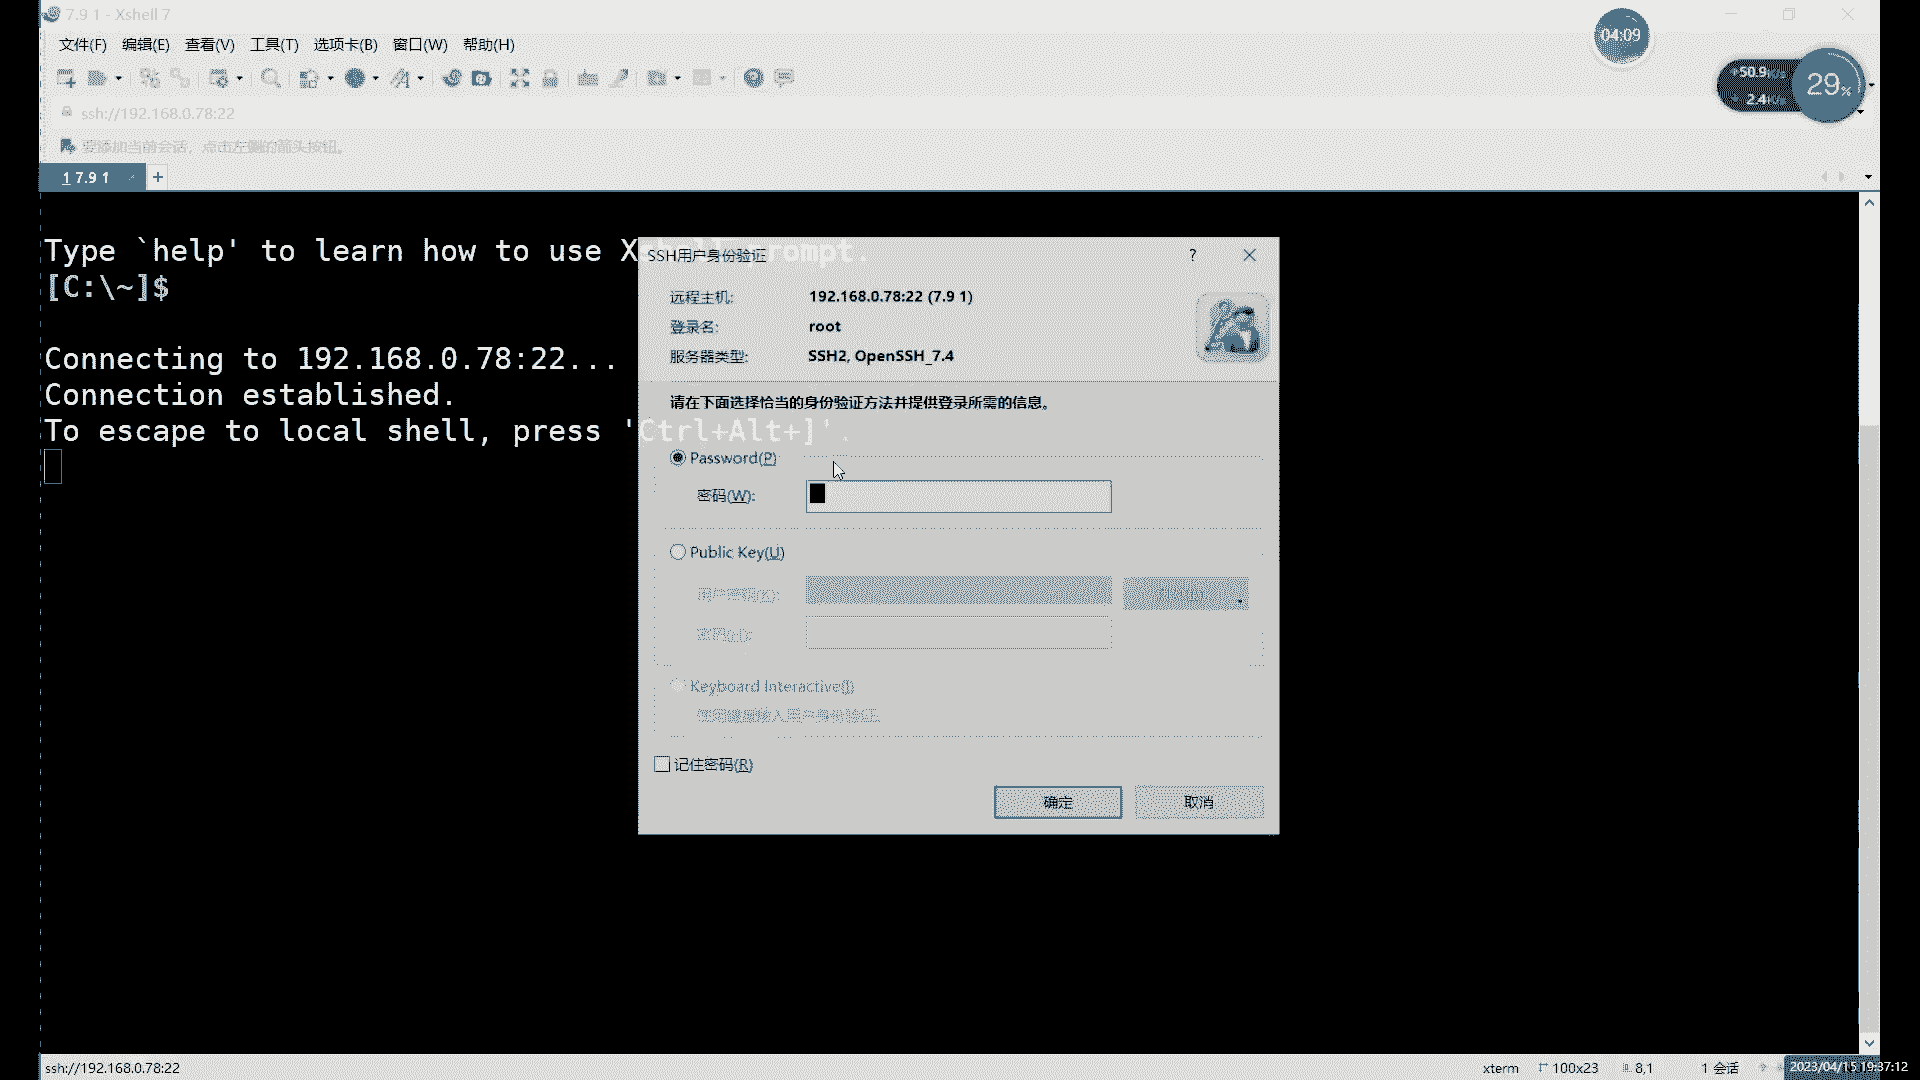 7.9 1 - Xshell 7
文件(F) 编辑(E) 查看(V) 工具(T) 选项卡(B) 窗口(W) 帮助(H)
04:09
50.9K/s
2.4K/s
29%
ssh://192.168.0.78:22
要添加当前会话，点击左侧的箭头按钮。
1 7.9 1
+
Type `help' to learn how to use Xshell prompt.
[C:\~]$
Connecting to 192.168.0.78:22...
Connection established.
To escape to local shell, press 'Ctrl+Alt+]'.
SSH用户身份验证
?
远程主机: 192.168.0.78:22 (7.9 1)
登录名: root
服务器类型: SSH2, OpenSSH_7.4
请在下面选择恰当的身份验证方法并提供登录所需的信息。
Password(P)
密码(W):
Public Key(U)
用户密钥(K):
Keyboard Interactive(I)
使用键盘输入用户身份验证。
记住密码(R)
确定 取消
ssh://192.168.0.78:22
xterm 100x23 8,1 1 会话
2023/04/15 19:37:12